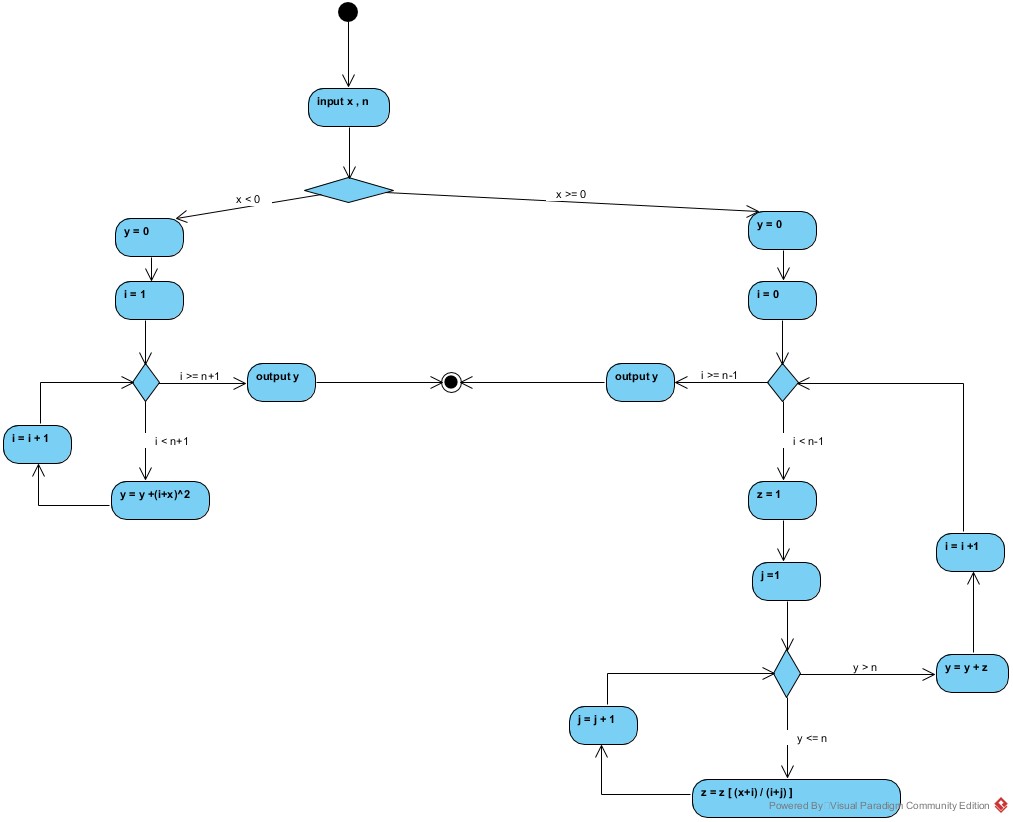 input x , n
x < 0
x >= 0
y = 0
y = 0
i = 1
i = 0
i >= n+1
output y
output y
i >= n-1
i = i + 1
i < n+1
i < n-1
y = y +(i+x)^2
z = 1
i = i +1
j =1
y > n
y = y + z
j = j + 1
y <= n
z = z [ (x+i) / (i+j) ]
Powered By Visual Paradigm Community Edition